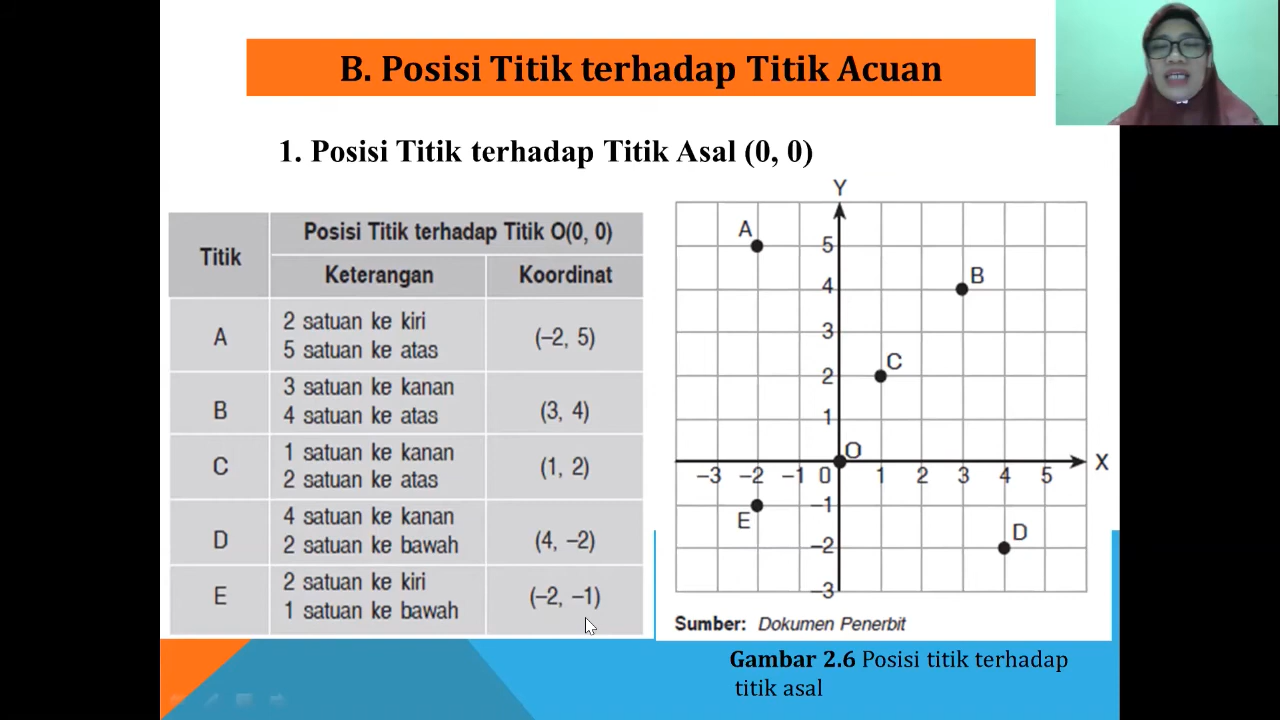 B. Posisi Titik terhadap Titik Acuan
1. Posisi Titik terhadap Titik Asal (0, 0)
Titik
Posisi Titik terhadap Titik O(0, 0)
Keterangan
Koordinat
A
2 satuan ke kiri
5 satuan ke atas
(–2, 5)
B
3 satuan ke kanan
4 satuan ke atas
(3, 4)
C
1 satuan ke kanan
2 satuan ke atas
(1, 2)
D
4 satuan ke kanan
2 satuan ke bawah
(4, –2)
E
2 satuan ke kiri
1 satuan ke bawah
(–2, –1)
Y
A
5
B
4
3
C
2
1
O
X
–3 –2 –1 0 1 2 3 4 5
–1
E
D
–2
–3
Sumber: Dokumen Penerbit
Gambar 2.6 Posisi titik terhadap
titik asal